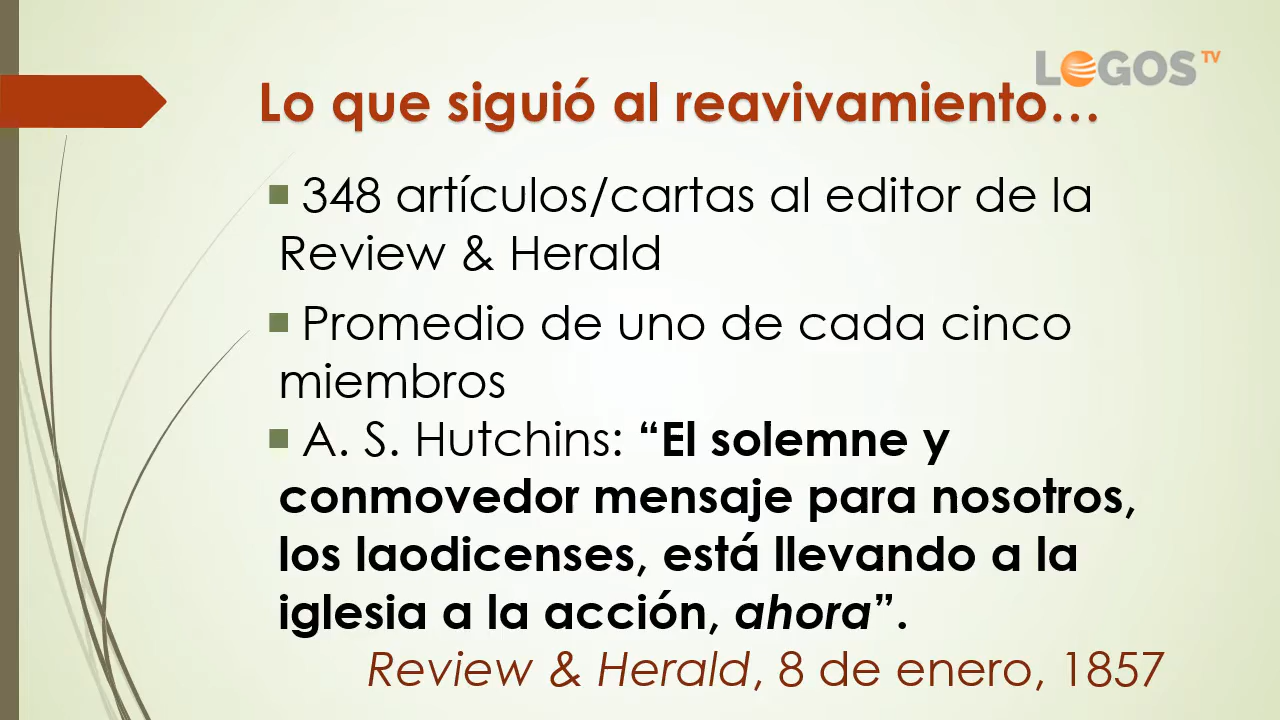 LOGOS TV
Lo que siguió al reavivamiento…
348 artículos/cartas al editor de la
Review & Herald
Promedio de uno de cada cinco
miembros
A. S. Hutchins: “El solemne y
conmovedor mensaje para nosotros,
los laodicenses, está llevando a la
iglesia a la acción, ahora”.
Review & Herald, 8 de enero, 1857